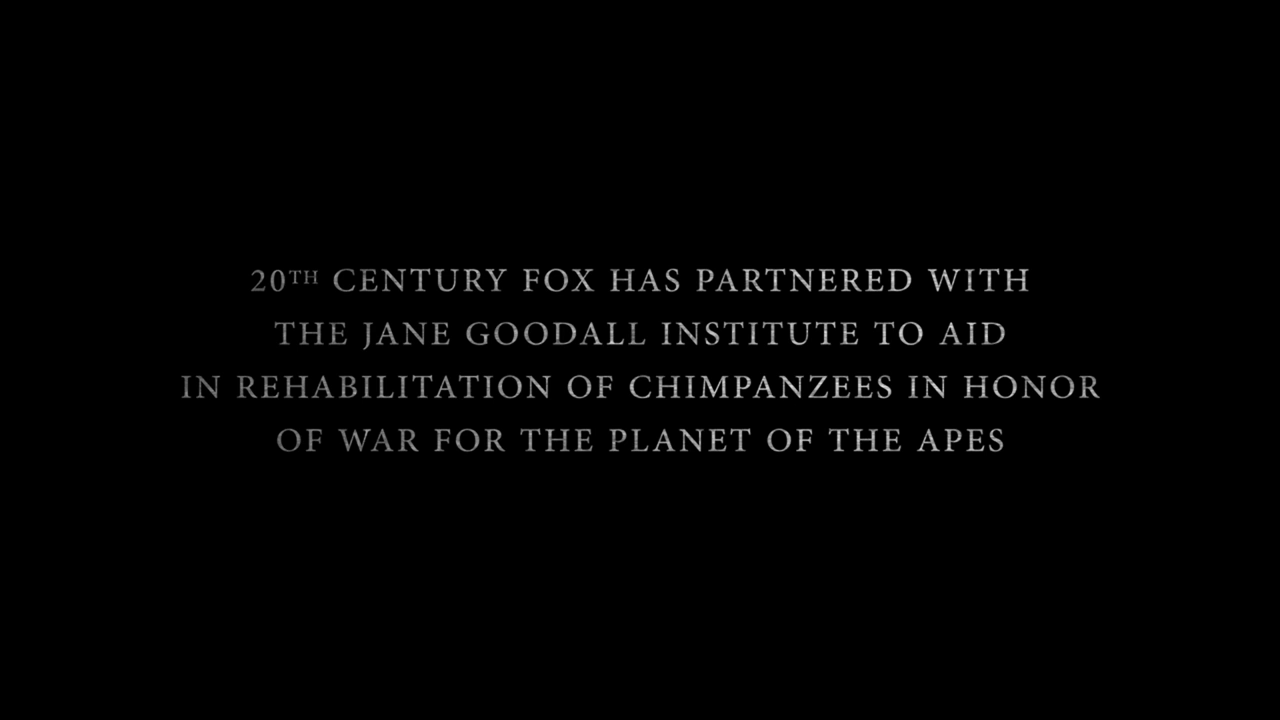 20TH CENTURY FOX HAS PARTNERED WITH
THE JANE GOODALL INSTITUTE TO AID
IN REHABILITATION OF CHIMPANZEES IN HONOR
OF WAR FOR THE PLANET OF THE APES